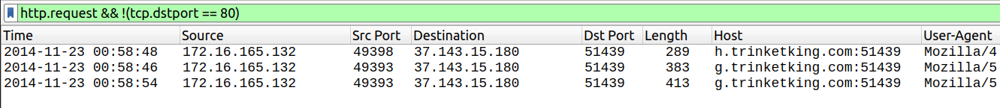 http.request && !(tcp.dstport == 80)
Time Source Src Port Destination Dst Port Length Host User-Agent
2014-11-23 00:58:48 172.16.165.132 49398 37.143.15.180 51439 289 h.trinketking.com:51439 Mozilla/4
2014-11-23 00:58:46 172.16.165.132 49393 37.143.15.180 51439 383 g.trinketking.com:51439 Mozilla/5
2014-11-23 00:58:54 172.16.165.132 49393 37.143.15.180 51439 413 g.trinketking.com:51439 Mozilla/5